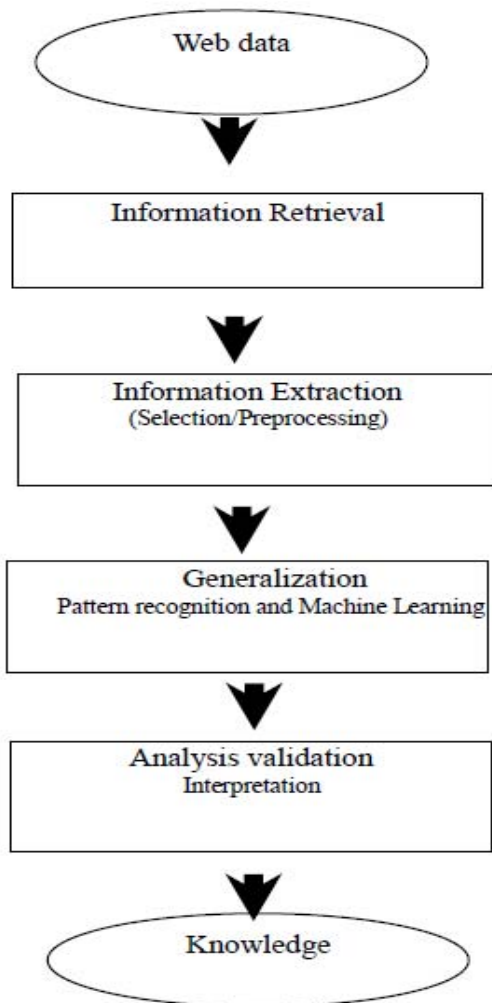 Web data
Information Retrieval
Information Extraction
(Selection/Preprocessing)
Generalization
Pattern recognition and Machine Learning
Analysis validation
Interpretation
Knowledge